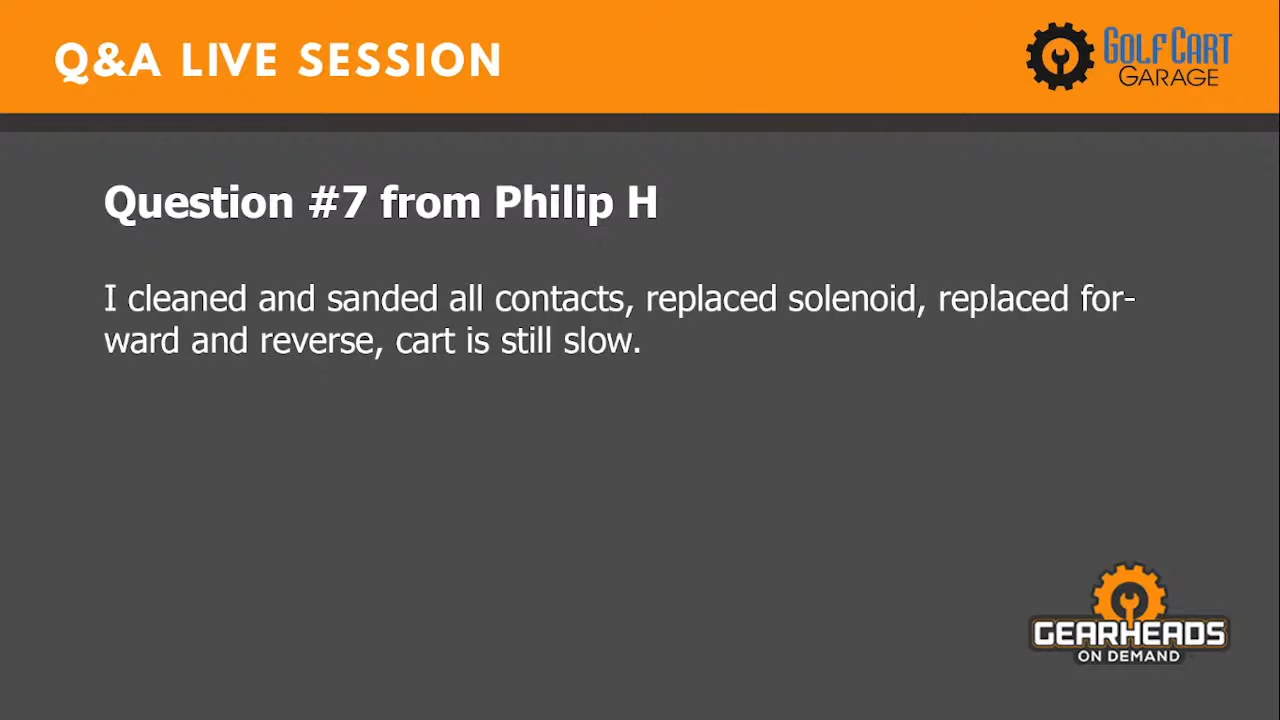 Q&A LIVE SESSION
GOLF CART
GARAGE
Question #7 from Philip H
I cleaned and sanded all contacts, replaced solenoid, replaced for-
ward and reverse, cart is still slow.
GEARHEADS
ON DEMAND